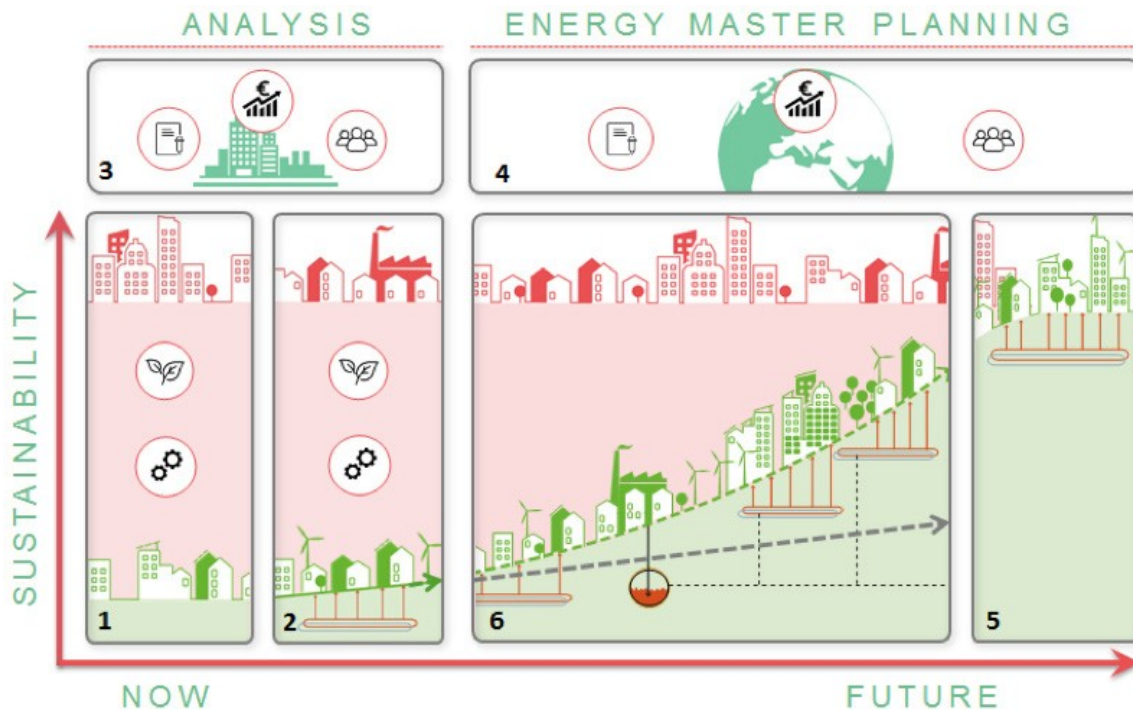 ANALYSIS
ENERGY MASTER PLANNING
€
€
3
4
SUSTAINABILITY
1
2
6
5
NOW
FUTURE